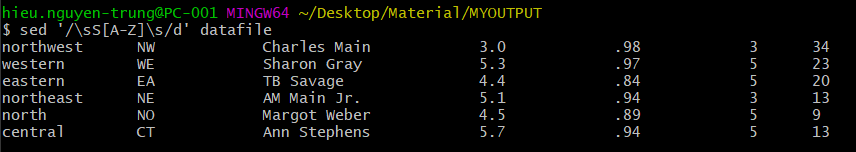 hieu.nguyen-trung@PC-001 MINGW64 ~/Desktop/Material/MYOUTPUT
$ sed '/\sS[A-Z]\s/d' datafile
northwest NW Charles Main 3.0 .98 3 34
western WE Sharon Gray 5.3 .97 5 23
eastern EA TB Savage 4.4 .84 5 20
northeast NE AM Main Jr. 5.1 .94 3 13
north NO Margot Weber 4.5 .89 5 9
central CT Ann Stephens 5.7 .94 5 13